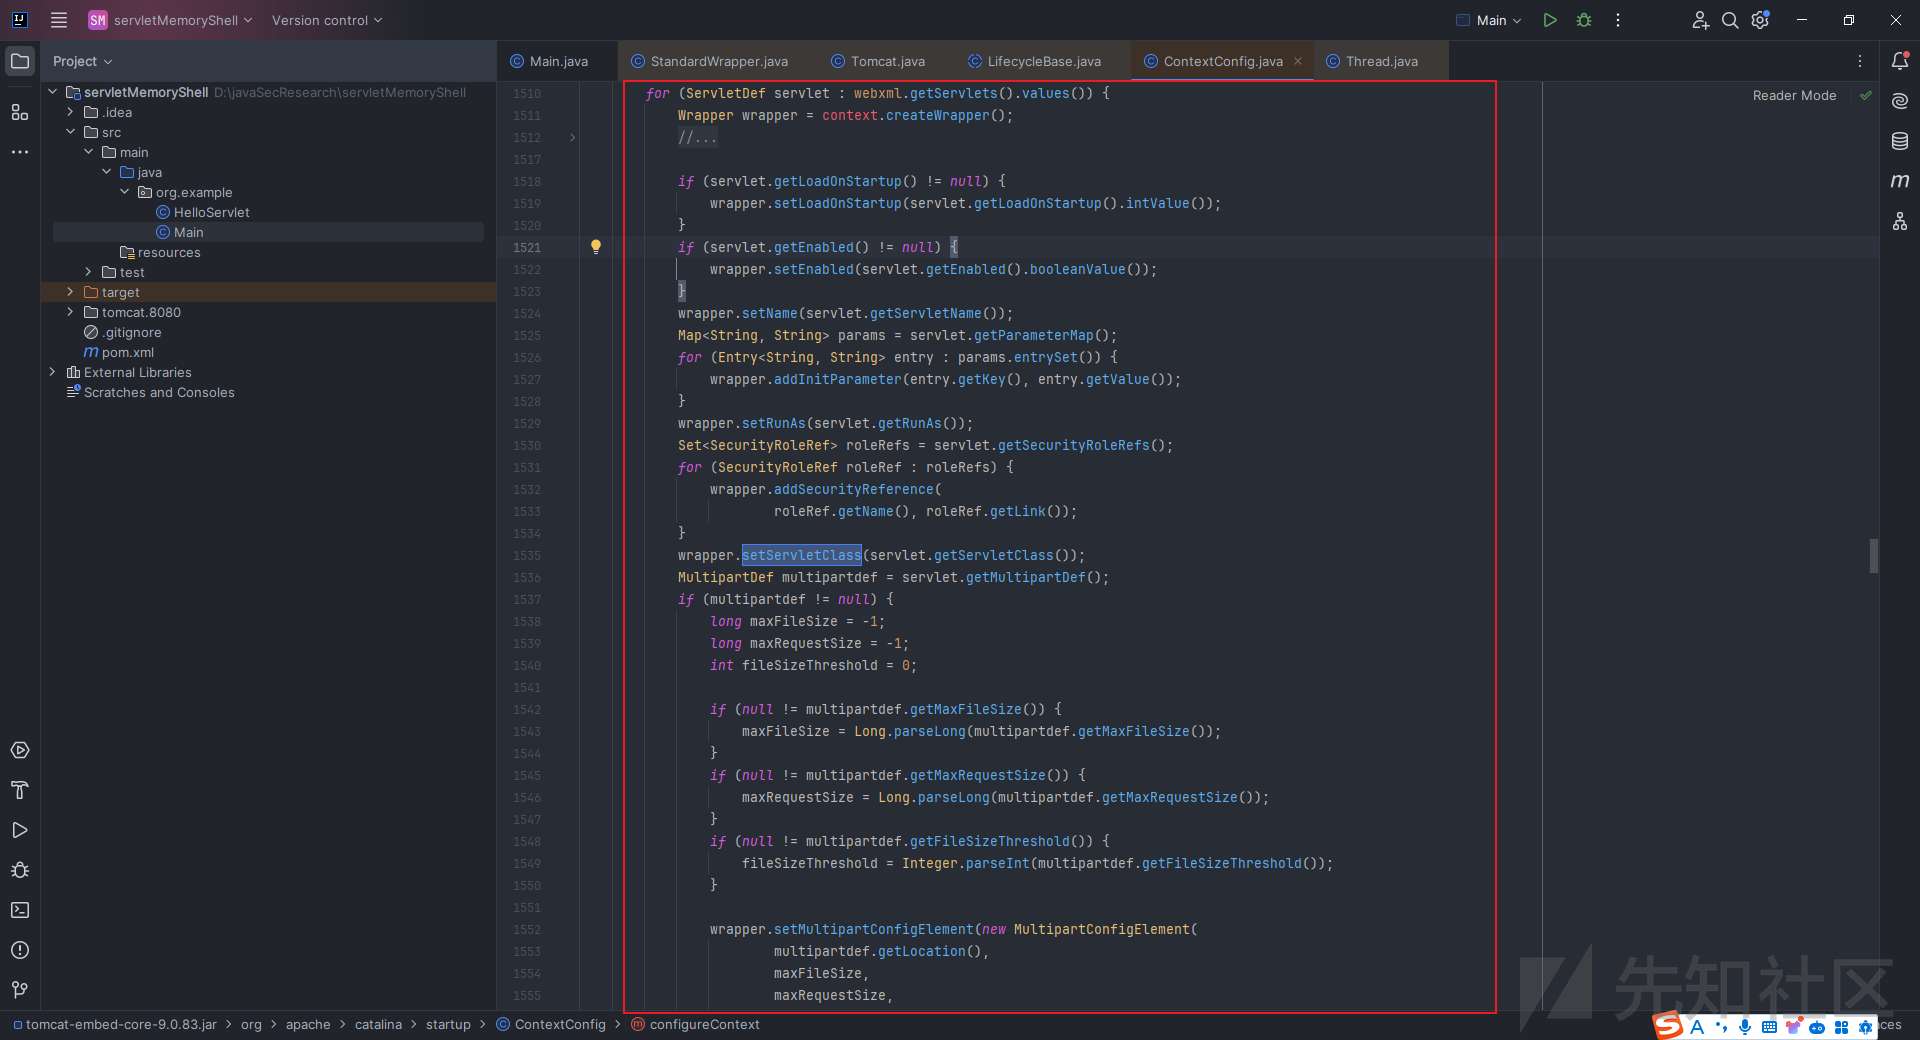 SM servletMemoryShell Version control Main
Project
Main.java StandardWrapper.java Tomcat.java LifecycleBase.java ContextConfig.java Thread.java
servletMemoryShell D:\javaSecResearch\servletMemoryShell
.idea
src
main
java
org.example
HelloServlet
Main
resources
test
target
tomcat.8080
.gitignore
pom.xml
External Libraries
Scratches and Consoles
Reader Mode
1510 for (ServletDef servlet : webxml.getServlets().values()) {
1511 Wrapper wrapper = context.createWrapper();
1512 //...
1517
1518 if (servlet.getLoadOnStartup() != null) {
1519 wrapper.setLoadOnStartup(servlet.getLoadOnStartup().intValue());
1520 }
1521 if (servlet.getEnabled() != null) {
1522 wrapper.setEnabled(servlet.getEnabled().booleanValue());
1523 }
1524 wrapper.setName(servlet.getServletName());
1525 Map<String, String> params = servlet.getParameterMap();
1526 for (Entry<String, String> entry : params.entrySet()) {
1527 wrapper.addInitParameter(entry.getKey(), entry.getValue());
1528 }
1529 wrapper.setRunAs(servlet.getRunAs());
1530 Set<SecurityRoleRef> roleRefs = servlet.getSecurityRoleRefs();
1531 for (SecurityRoleRef roleRef : roleRefs) {
1532 wrapper.addSecurityReference(
1533 roleRef.getName(), roleRef.getLink());
1534 }
1535 wrapper.setServletClass(servlet.getServletClass());
1536 MultipartDef multipartdef = servlet.getMultipartDef();
1537 if (multipartdef != null) {
1538 long maxFileSize = -1;
1539 long maxRequestSize = -1;
1540 int fileSizeThreshold = 0;
1541
1542 if (null != multipartdef.getMaxFileSize()) {
1543 maxFileSize = Long.parseLong(multipartdef.getMaxFileSize());
1544 }
1545 if (null != multipartdef.getMaxRequestSize()) {
1546 maxRequestSize = Long.parseLong(multipartdef.getMaxRequestSize());
1547 }
1548 if (null != multipartdef.getFileSizeThreshold()) {
1549 fileSizeThreshold = Integer.parseInt(multipartdef.getFileSizeThreshold());
1550 }
1551
1552 wrapper.setMultipartConfigElement(new MultipartConfigElement(
1553 multipartdef.getLocation(),
1554 maxFileSize,
1555 maxRequestSize,
先知社区
tomcat-embed-core-9.0.83.jar > org > apache > catalina > startup > ContextConfig > configureContext